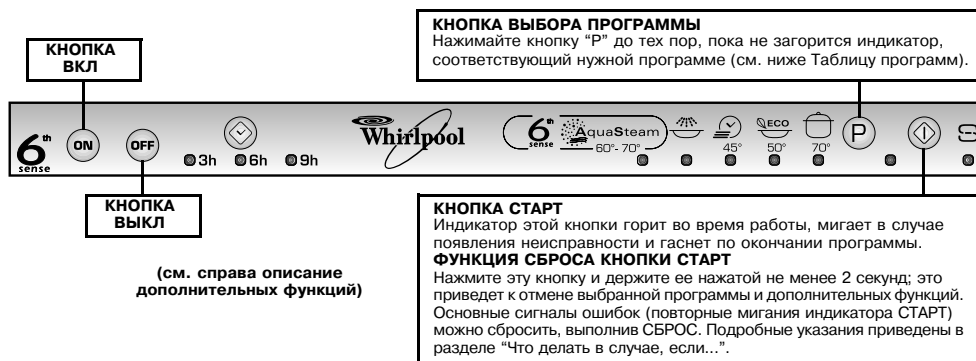 КНОПКА ВЫБОРА ПРОГРАММЫ
Нажимайте кнопку “P” до тех пор, пока не загорится индикатор,
соответствующий нужной программе (см. ниже Таблицу программ).
КНОПКА
ВКЛ
6th
sense
ON
OFF
3h
6h
9h
Whirlpool
6th
sense
AquaSteam
60°- 70°
45°
ECO
50°
70°
P
КНОПКА
ВЫКЛ
(см. справа описание
дополнительных функций)
КНОПКА СТАРТ
Индикатор этой кнопки горит во время работы, мигает в случае
появления неисправности и гаснет по окончании программы.
ФУНКЦИЯ СБРОСА КНОПКИ СТАРТ
Нажмите эту кнопку и держите ее нажатой не менее 2 секунд; это
приведет к отмене выбранной программы и дополнительных функций.
Основные сигналы ошибок (повторные мигания индикатора СТАРТ)
можно сбросить, выполнив СБРОС. Подробные указания приведены в
разделе “Что делать в случае, если...”.